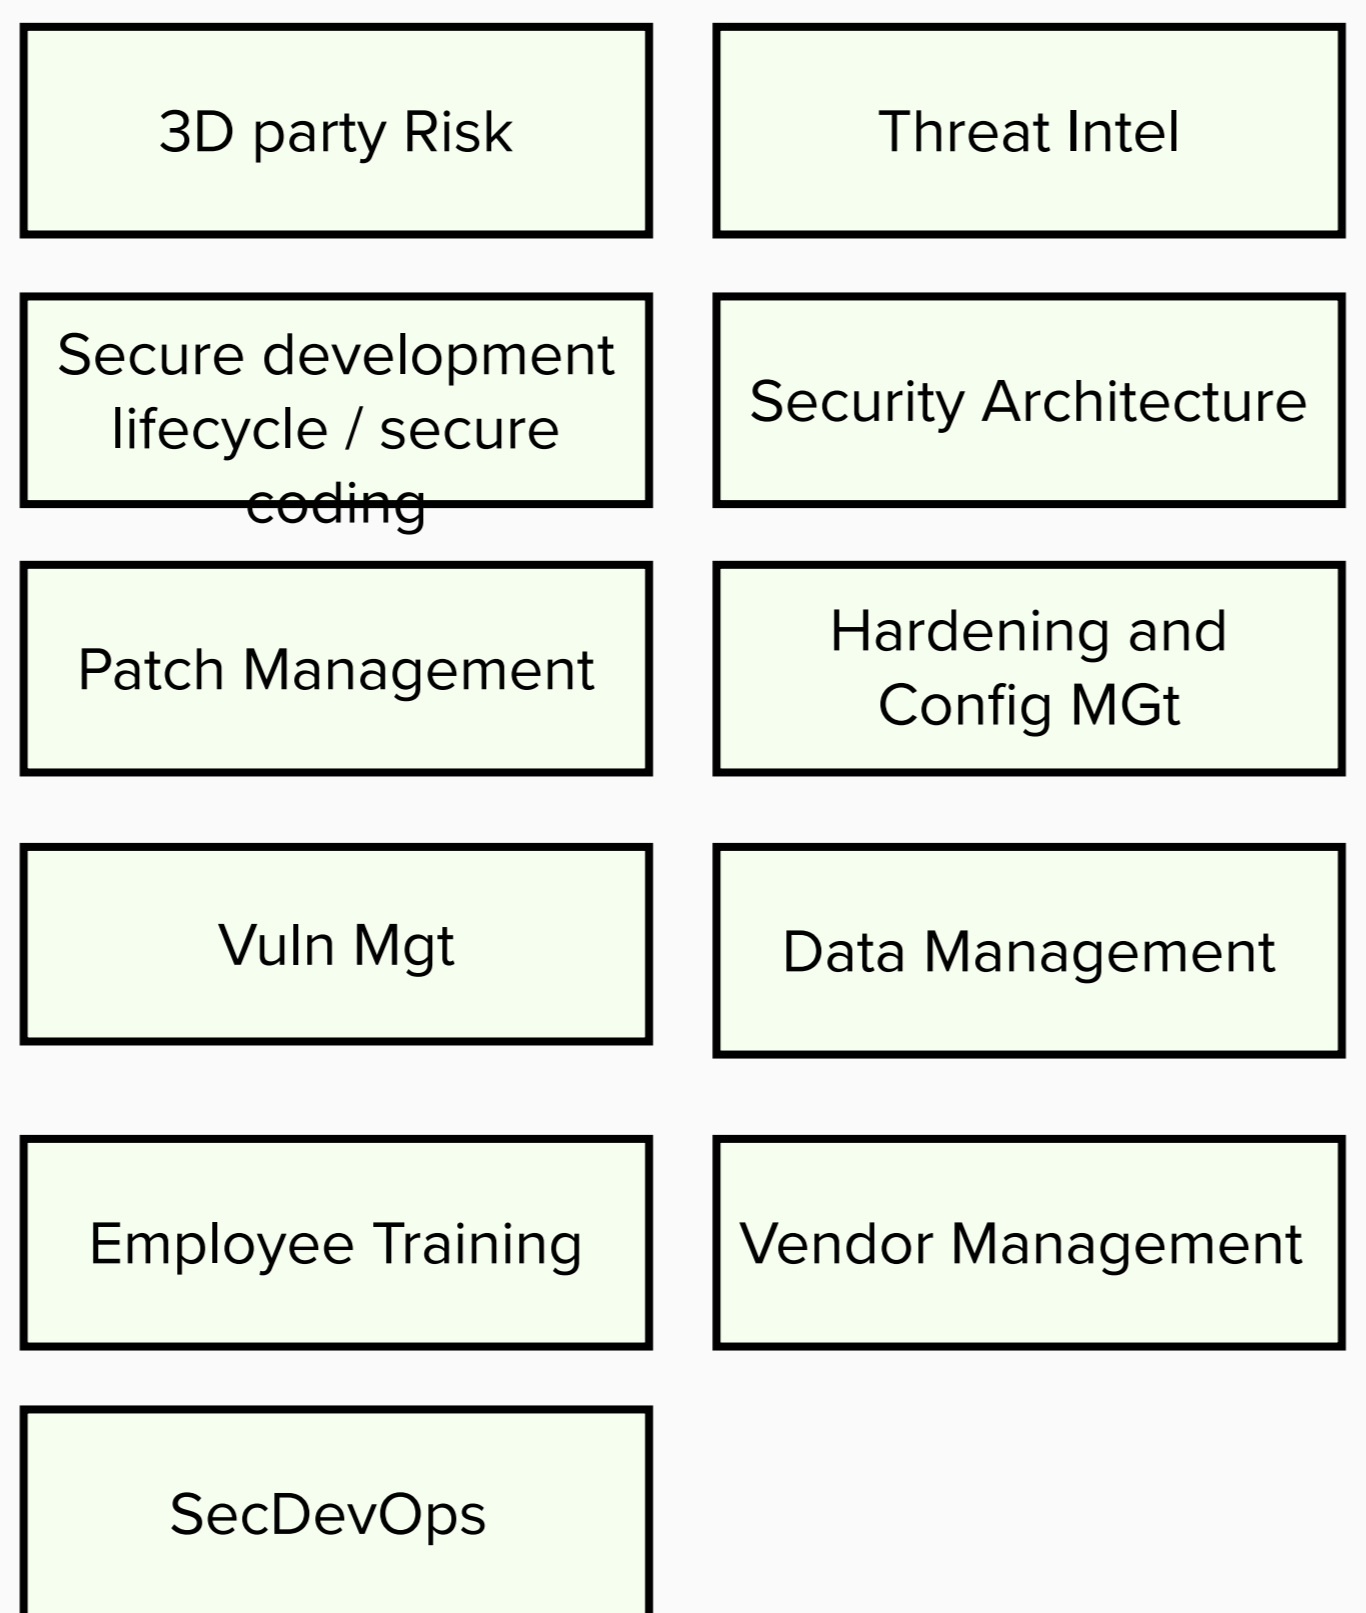 3D party Risk
Threat Intel
Secure development
lifecycle / secure
coding
Security Architecture
Patch Management
Hardening and
Config MGt
Vuln Mgt
Data Management
Employee Training
Vendor Management
SecDevOps